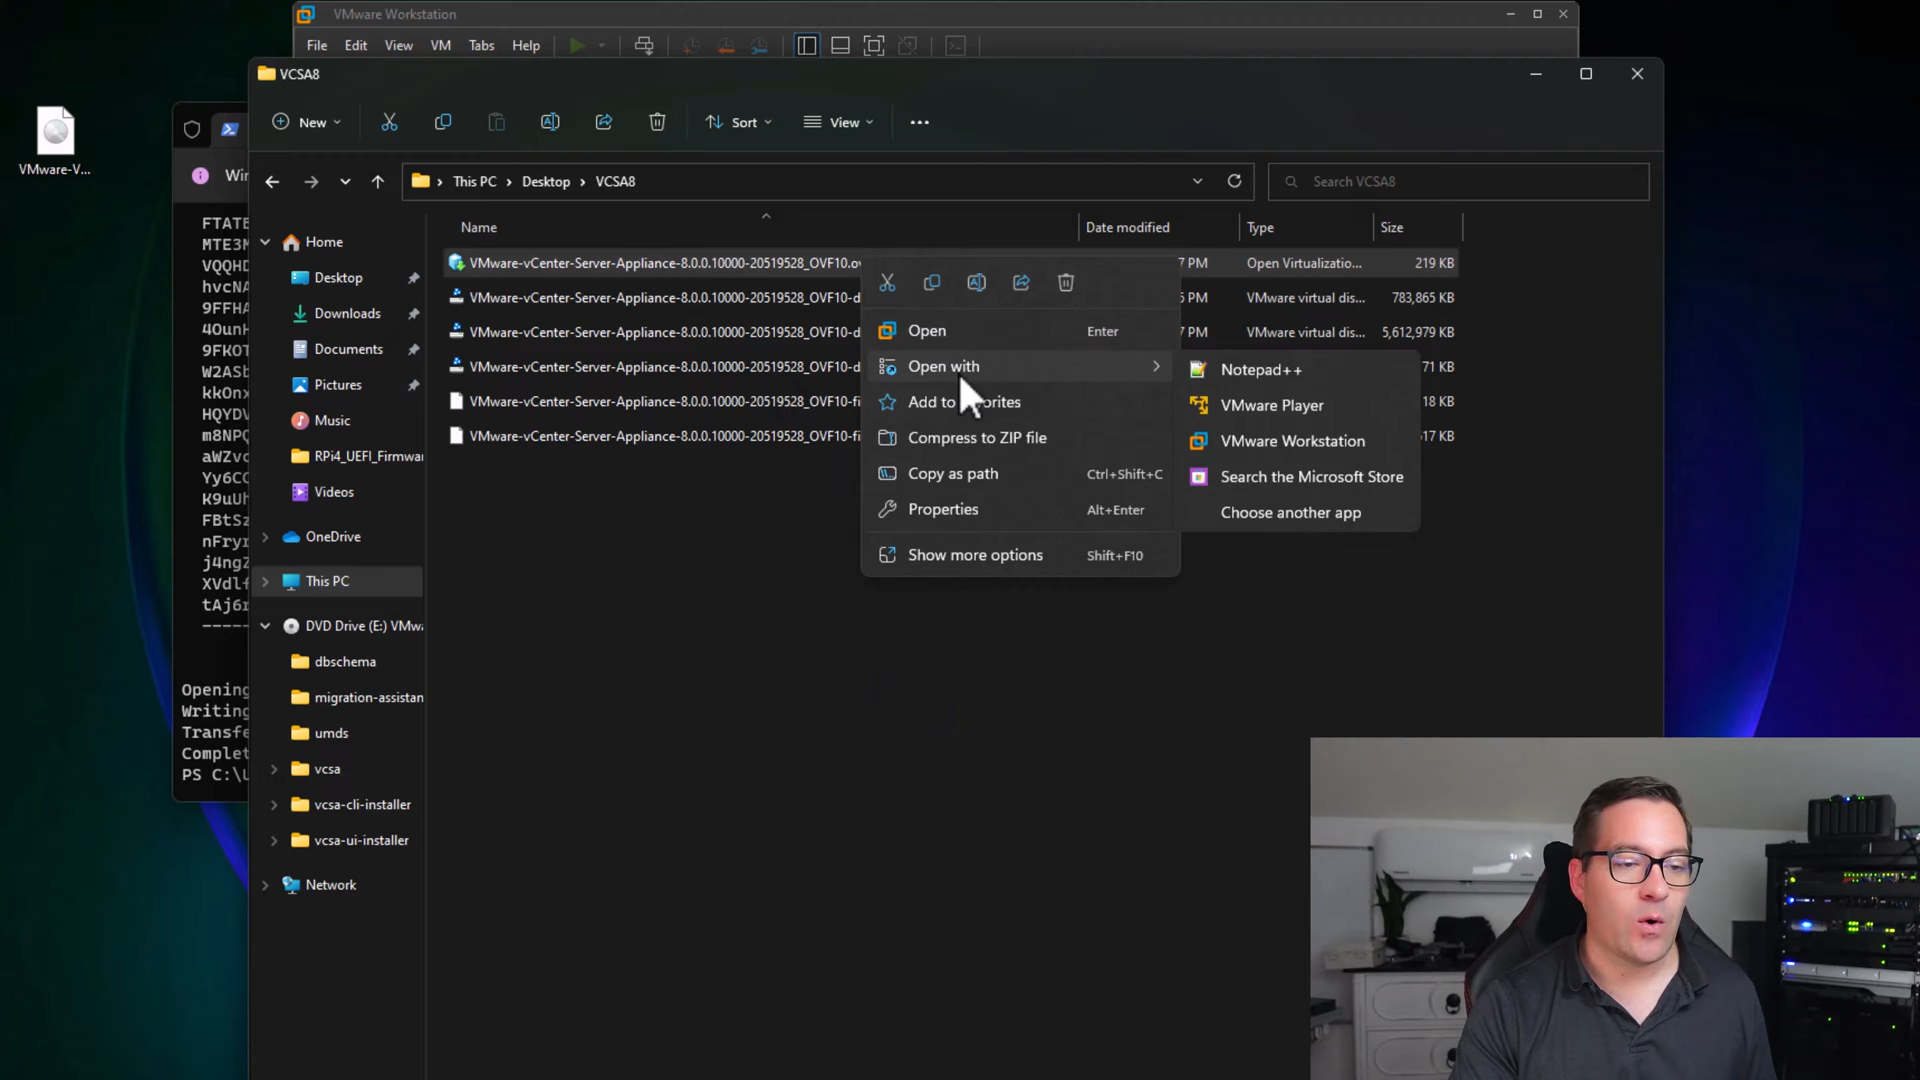 VMware Workstation
File Edit View VM Tabs Help
VCSA8
New Sort View
This PC Desktop VCSA8
Search VCSA8
Name Date modified Type Size
VMware-V...
Home
Desktop
Downloads
Documents
Pictures
Music
RPi4_UEFI_Firmwar
Videos
OneDrive
This PC
DVD Drive (E:) VMwa
dbschema
migration-assistan
umds
vcsa
vcsa-cli-installer
vcsa-ui-installer
Network
VMware-vCenter-Server-Appliance-8.0.0.10000-20519528_OVF10.ov 7 PM Open Virtualizatio... 219 KB
VMware-vCenter-Server-Appliance-8.0.0.10000-20519528_OVF10-d 5 PM VMware virtual dis... 783,865 KB
VMware-vCenter-Server-Appliance-8.0.0.10000-20519528_OVF10-d 7 PM VMware virtual dis... 5,612,979 KB
VMware-vCenter-Server-Appliance-8.0.0.10000-20519528_OVF10-d 71 KB
VMware-vCenter-Server-Appliance-8.0.0.10000-20519528_OVF10-fi 18 KB
VMware-vCenter-Server-Appliance-8.0.0.10000-20519528_OVF10-fi 517 KB
Open Enter
Open with
Add to orites
Compress to ZIP file
Copy as path Ctrl+Shift+C
Properties Alt+Enter
Show more options Shift+F10
Notepad++
VMware Player
VMware Workstation
Search the Microsoft Store
Choose another app
Win
FTATE
MTE3M
VQQHD
hvcNA
9FFHA
4OunH
9FKOT
W2ASb
kkOnx
HQYDV
m8NPQ
aWZvc
Yy6CC
K9uUh
FBtSz
nFryr
j4ngZ
XVdlf
tAj6r
-----
Opening
Writing
Transfe
Complet
PS C:\U